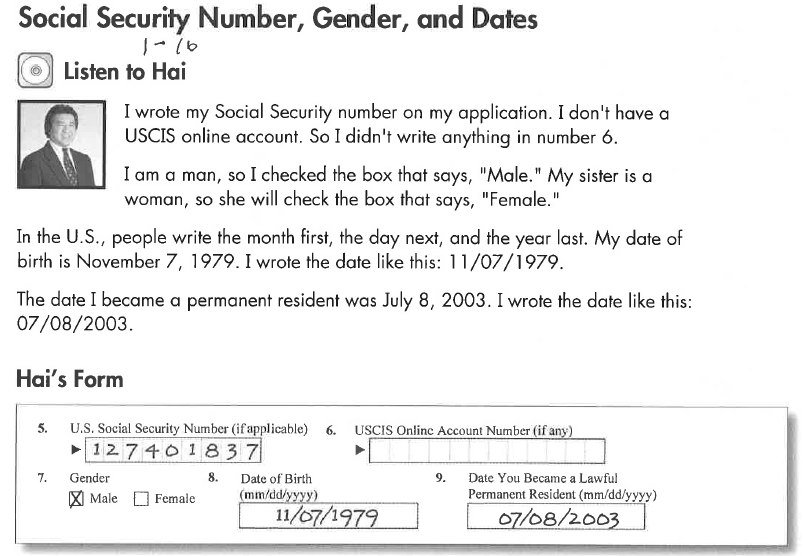 Social Security Number, Gender, and Dates
1-16
Listen to Hai
I wrote my Social Security number on my application. I don't have a
USCIS online account. So I didn't write anything in number 6.
I am a man, so I checked the box that says, "Male." My sister is a
woman, so she will check the box that says, "Female."
In the U.S., people write the month first, the day next, and the year last. My date of
birth is November 7, 1979. I wrote the date like this: 11/07/1979.
The date I became a permanent resident was July 8, 2003. I wrote the date like this:
07/08/2003.
Hai's Form
5. U.S. Social Security Number (if applicable) 6. USCIS Online Account Number (if any)
127401837
7. Gender 8. Date of Birth 9. Date You Became a Lawful
Male Female (mm/dd/yyyy) Permanent Resident (mm/dd/yyyy)
11/07/1979 07/08/2003